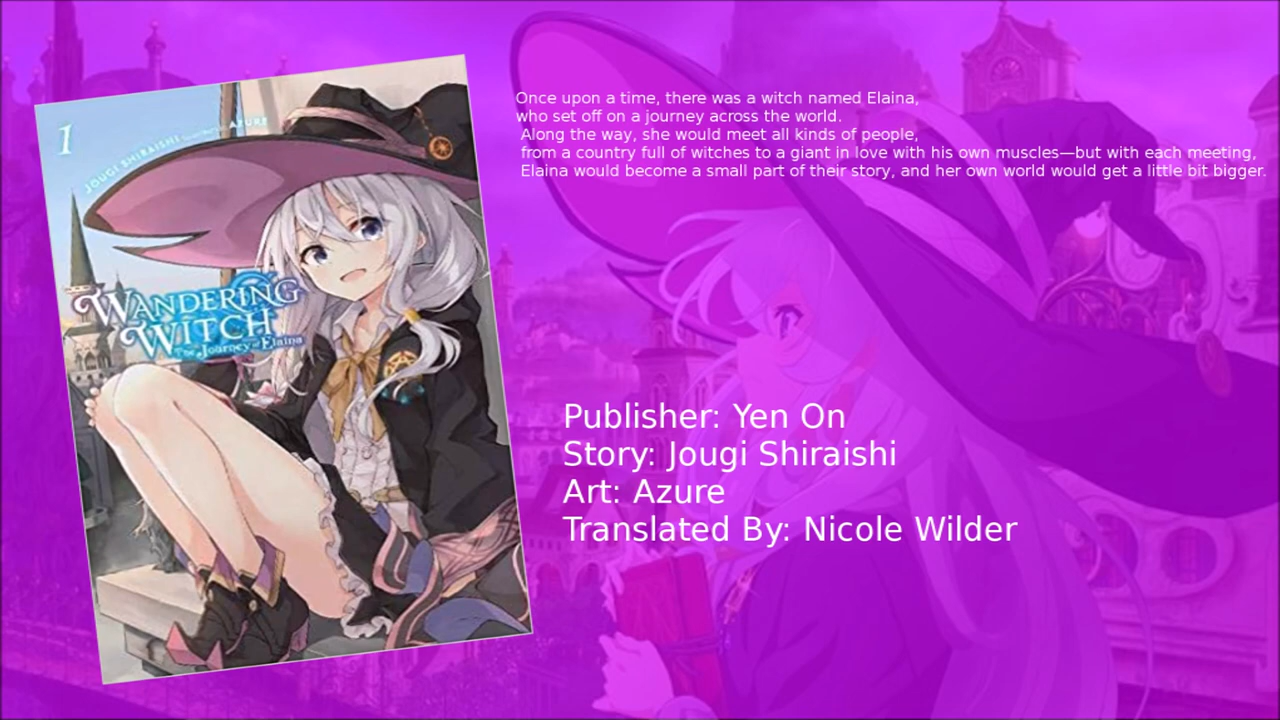 1
JOUGI SHIRAISHI Illustration by AZURE
WANDERING
WITCH
The Journey of Elaina
Once upon a time, there was a witch named Elaina,
who set off on a journey across the world.
Along the way, she would meet all kinds of people,
from a country full of witches to a giant in love with his own muscles—but with each meeting,
Elaina would become a small part of their story, and her own world would get a little bit bigger.
Publisher: Yen On
Story: Jougi Shiraishi
Art: Azure
Translated By: Nicole Wilder